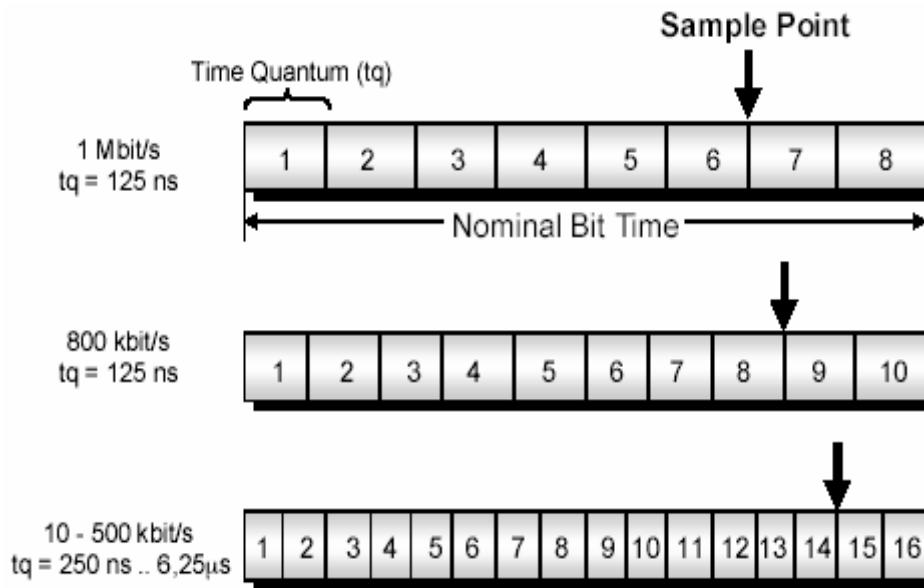 Sample Point
Time Quantum (tq)
1 Mbit/s
tq = 125 ns
1 2 3 4 5 6 7 8
Nominal Bit Time
800 kbit/s
tq = 125 ns
1 2 3 4 5 6 7 8 9 10
10 - 500 kbit/s
tq = 250 ns .. 6,25µs
1 2 3 4 5 6 7 8 9 10 11 12 13 14 15 16